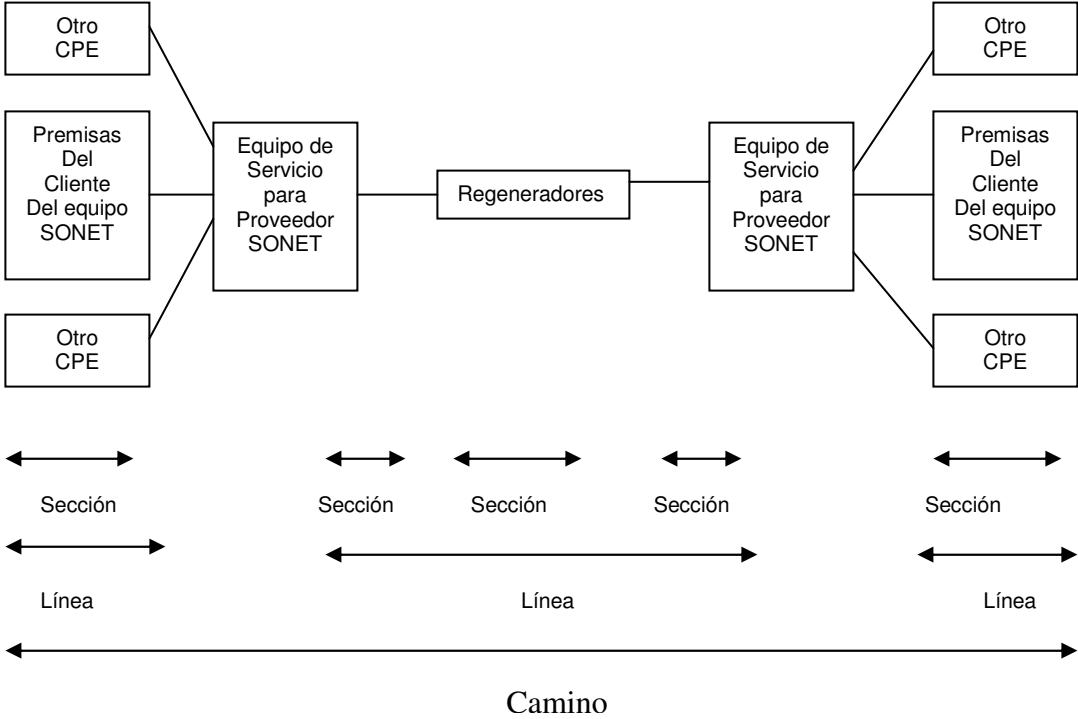 Otro
CPE
Otro
CPE
Premisas
Del
Cliente
Del equipo
SONET
Equipo de
Servicio
para
Proveedor
SONET
Regeneradores
Equipo de
Servicio
para
Proveedor
SONET
Premisas
Del
Cliente
Del equipo
SONET
Otro
CPE
Otro
CPE
Sección
Sección
Sección
Sección
Sección
Línea
Línea
Línea
Camino